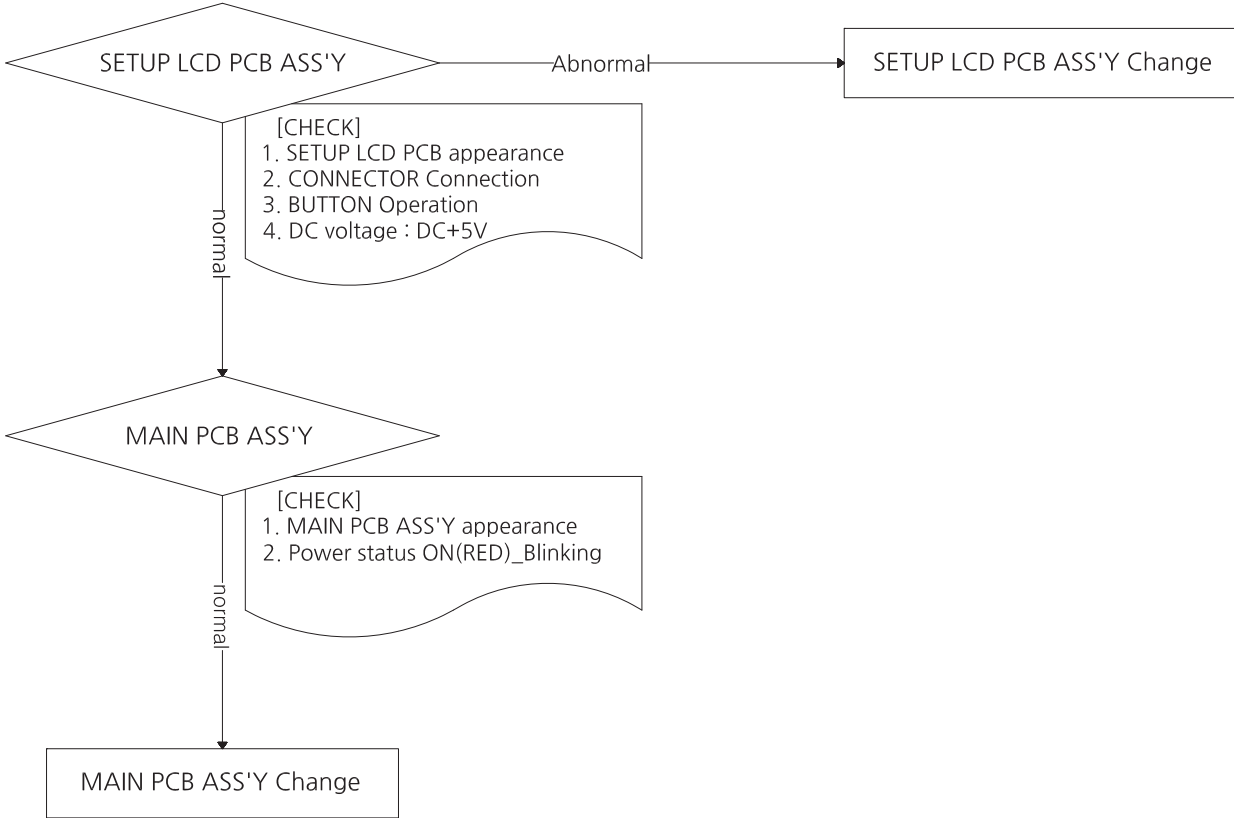 SETUP LCD PCB ASS'Y
Abnormal
SETUP LCD PCB ASS'Y Change
[CHECK]
1. SETUP LCD PCB appearance
2. CONNECTOR Connection
3. BUTTON Operation
4. DC voltage : DC+5V
normal
MAIN PCB ASS'Y
[CHECK]
1. MAIN PCB ASS'Y appearance
2. Power status ON(RED)_Blinking
normal
MAIN PCB ASS'Y Change